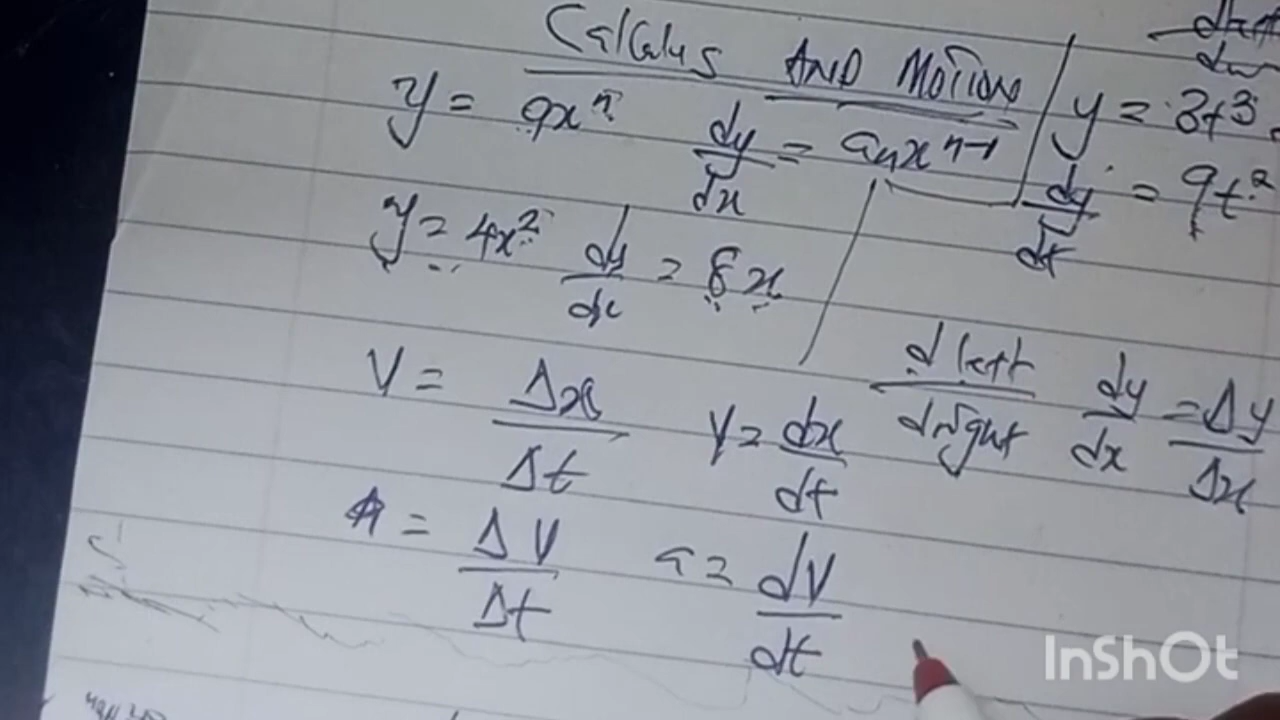 Calculus AND MOTION
y = ax^n dy/dx = anx^n-1
y = 3t^3
dy/dt = 9t^2
y = 4x^2 dy/dx = 8x
d left/d right dy/dx = Δy/Δx
V = Δx/Δt V = dx/dt
A = ΔV/Δt a = dV/dt
InShOt